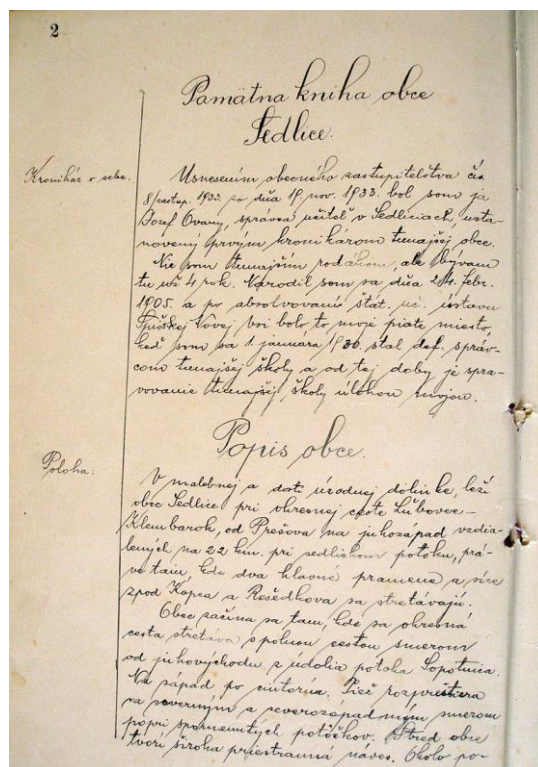 2
Pamätna kniha obce
Sedlice.
Kronikár o sebe.
Usnesením obecného zastupiteľstva čís
8/zastup. 1933 zo dňa 19. nov. 1933. bol som ja
Jozef Ovany, správca učiteľ v Sedliciach, usta-
novený prvým kronikárom tunajšej obce.
Nie som tunajším rodákom, ale bývam
tu už 4 rok. Narodil som sa dňa 24. febr.
1905. a po absolvovaní štát. uč. ústavu
Spišskej Novej vsi bolo to moje piate miesto,
keď som sa 1. januára 1930. stal def. správ-
com tunajšej školy a od tej doby je spra-
vovanie tunajšej školy úlohou mojou.
Popis obce.
Poloha:
V malebnej a dosti úrodnej dolinke, leží
obec Sedlice pri okresnej ceste Ľubovec-
Klembarok, od Prešova na juhozápad vzdia-
lených na 22 km. pri sedlickom potoku, prá-
ve tam, kde dva hlavné pramene a síce
zpod Kopca a Rešedkova sa stretávajú.
Obec začína sa tam, kde sa okresná
cesta stretáva s poľnou cestou smerom
od juhovýchodu z údolia potoka Sopotnica.
Na západ po cintorín. Tiež rozprestiera
sa severným a severozápadným smerom
popri spomenutých potôčkov. Stred obce
tvorí široká priestranná náves. Okolo po-